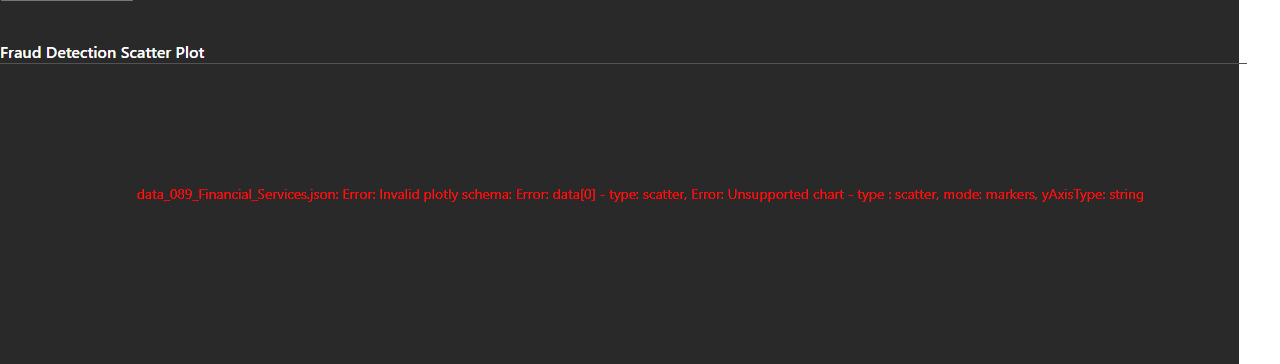 Fraud Detection Scatter Plot
data_089_Financial_Services.json: Error: Invalid plotly schema: Error: data[0] - type: scatter, Error: Unsupported chart - type : scatter, mode: markers, yAxisType: string